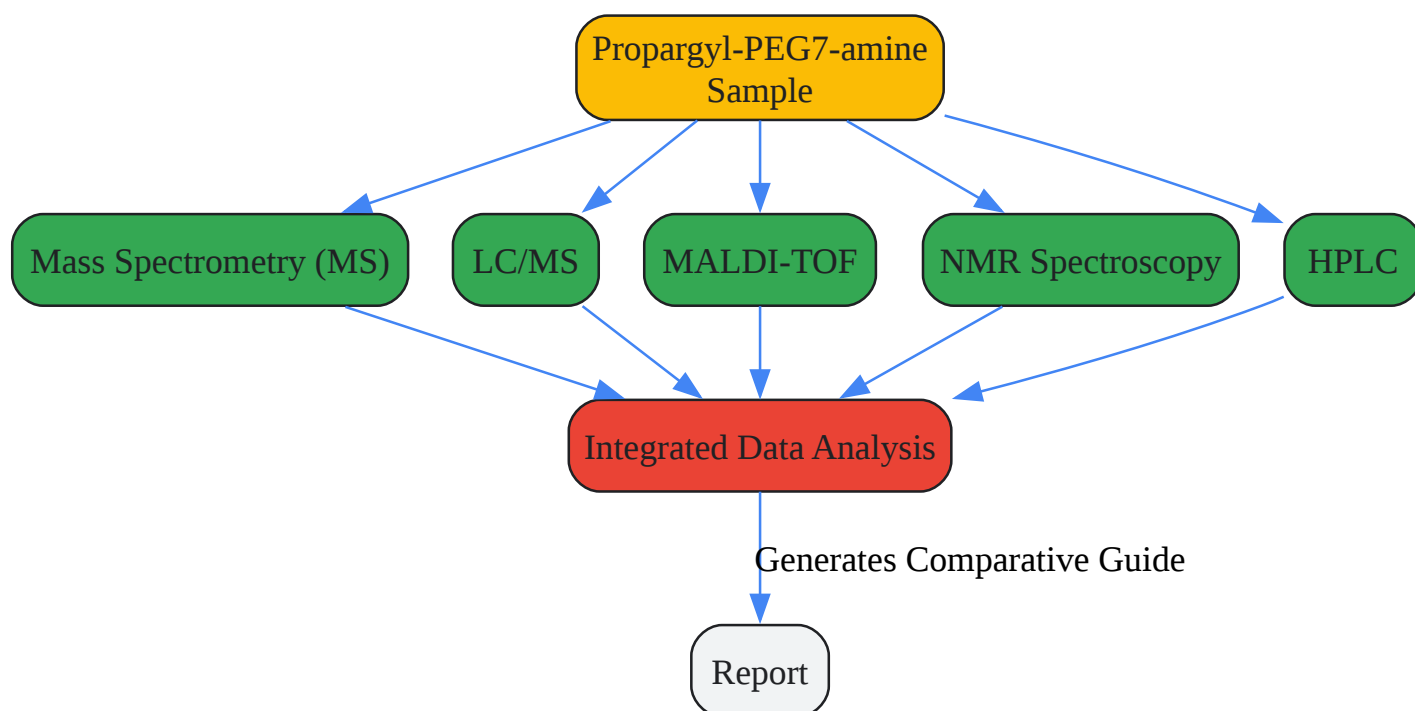 Propargyl-PEG7-amine
Sample
Mass Spectrometry (MS)
LC/MS
MALDI-TOF
NMR Spectroscopy
HPLC
Integrated Data Analysis
Generates Comparative Guide
Report